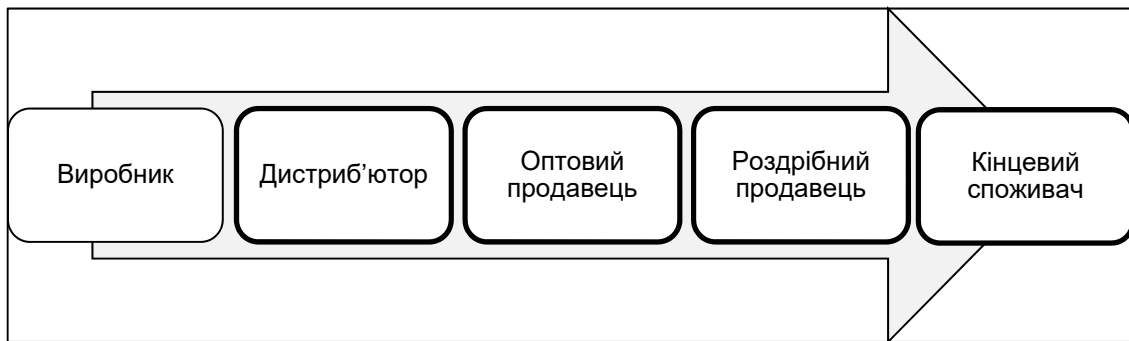 Виробник
Дистриб’ютор
Оптовий
продавець
Роздрібний
продавець
Кінцевий
споживач